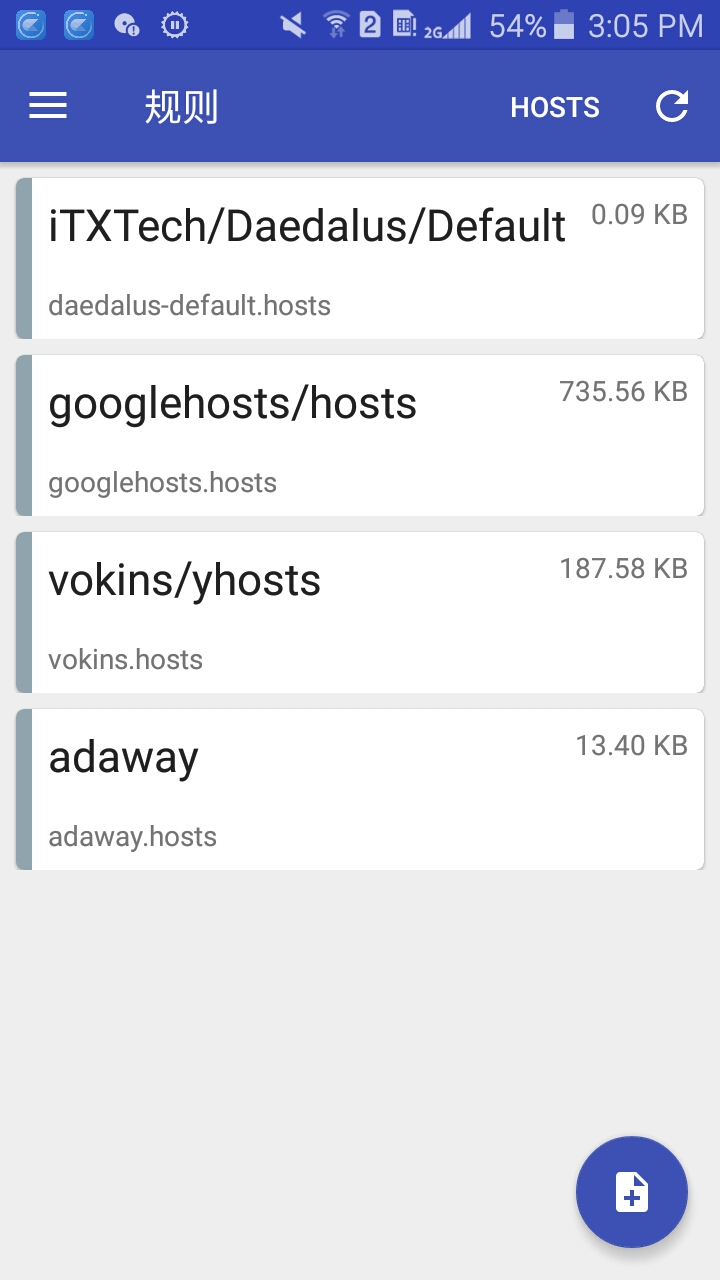 2 2G 54% 3:05 PM
规则 HOSTS
iTXTech/Daedalus/Default 0.09 KB
daedalus-default.hosts
googlehosts/hosts 735.56 KB
googlehosts.hosts
vokins/yhosts 187.58 KB
vokins.hosts
adaway 13.40 KB
adaway.hosts